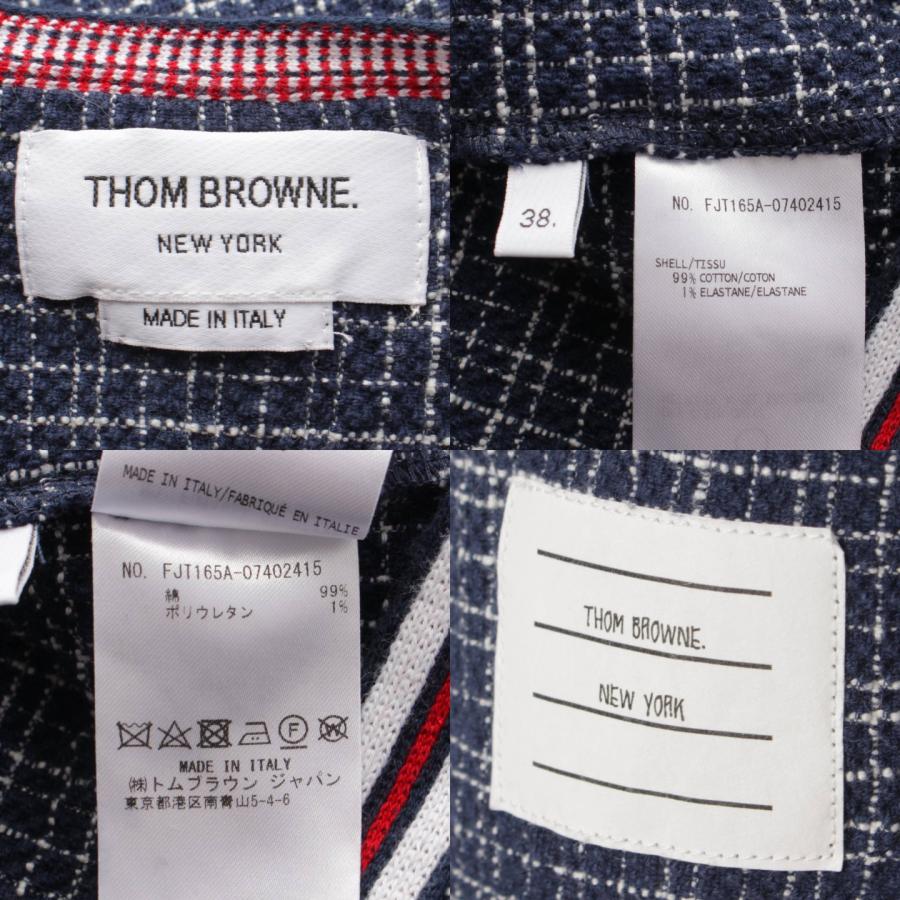 THOM BROWNE.
NEW YORK
MADE IN ITALY
38.
NO. FJT165A-07402415
SHELL/TISSU
99% COTTON/COTON
1% ELASTANE/ELASTANE
MADE IN ITALY/FABRIQUÉ EN ITALIE
NO. FJT165A-07402415
綿 99%
ポリウレタン 1%
F
W
MADE IN ITALY
㈱トムブラウン ジャパン
東京都港区南青山5-4-6
THOM BROWNE.
NEW YORK